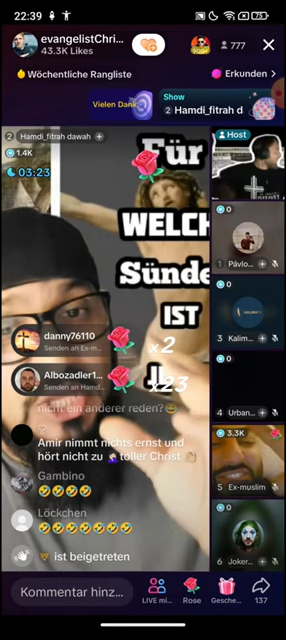 22:39
75
evangelistChri...
43.3K Likes
777
Wöchentliche Rangliste
Erkunden >
Vielen Dank
Show
2 Hamdi_fitrah d
2 Hamdi_fitrah dawah +
1.4K
03:23
Für
WELCH
Sünde
IST
Host
0
1 Pávlo...
0
3 Kalim...
0
4 Urban...
3.3K
5 Ex-muslim
0
6 Joker...
danny76110
Senden an Ex-m...
x2
Albozadler1...
Senden an Hamd...
x23
nicht ein anderer reden?😅
Amir nimmt nichts ernst und
hört nicht zu 🤦🏻‍♀️toller Christ 👏🏻
Gambino
🤣🤣🤣🤣
Löckchen
🤣🤣🤣🤣🤣🤣🤣
ist beigetreten
Kommentar hinz...
LIVE mi...
Rose
Gesche...
137